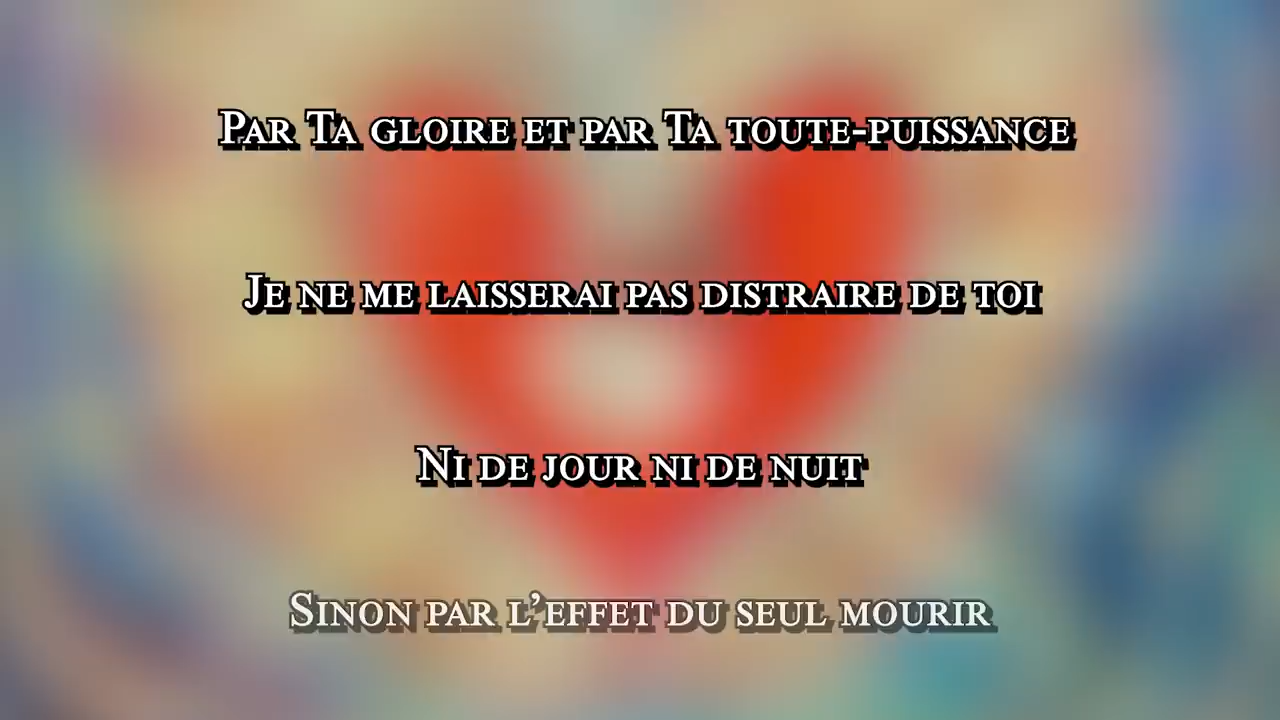 Par Ta gloire et par Ta toute-puissance
Je ne me laisserai pas distraire de toi
Ni de jour ni de nuit
Sinon par l’effet du seul mourir